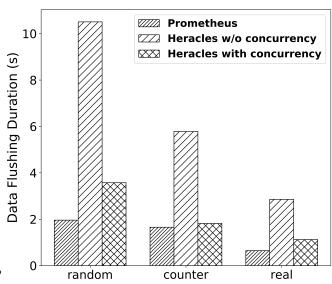 Data Flushing Duration (s)
10
8
6
4
2
0
Prometheus
Heracles w/o concurrency
Heracles with concurrency
random counter real